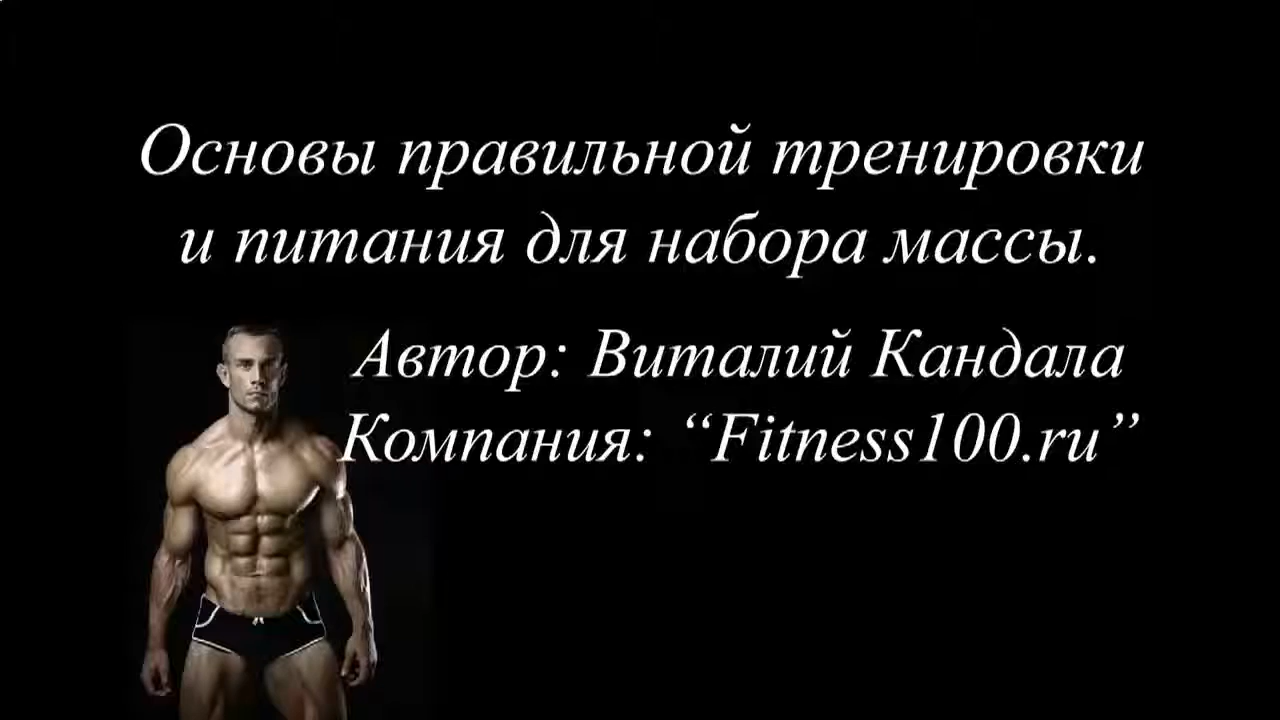 Основы правильной тренировки
и питания для набора массы.
Автор: Виталий Кандала
Компания: “Fitness100.ru”